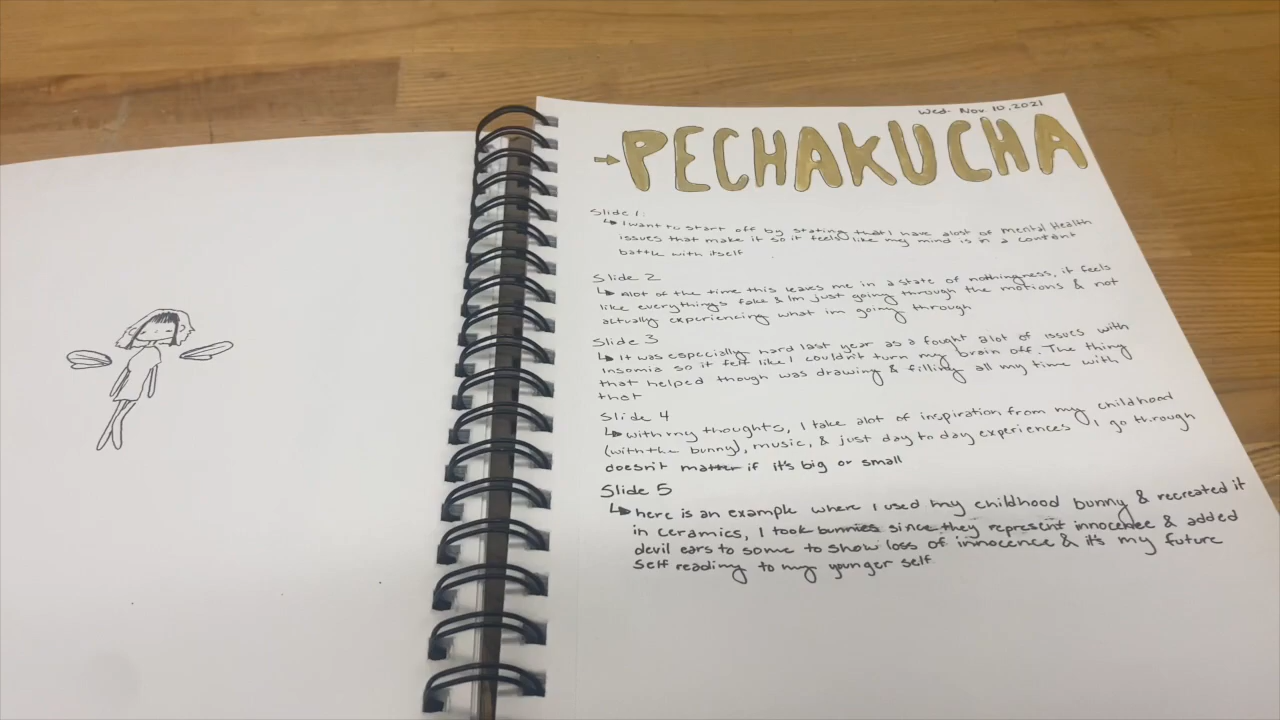 Wed. Nov 10, 2021
→ PECHAKUCHA
Slide 1:
↳ I want to start off by stating that I have alost of mental Health
issues that make it so it feels like my mind is in a contant
battle with itself
Slide 2
↳ Alot of the time this leaves me in a state of nothingness, it feels
like everythings fake & Im just going through the motions & not
actually experiencing what im going through
Slide 3
↳ It was especially hard last year as a fought alot of issues with
Insomia so it felt like I couldn't turn my brain off. The thing
that helped though was drawing & filling all my time with
that
Slide 4
↳ with my thoughts, I take alot of inspiration from my childhood
(with the bunny), music, & just day to day experiences I go through
doesn't matter if it's big or small
Slide 5
↳ here is an example where I used my childhood bunny & recreated it
in ceramics, I took bunnies since they represent innocence & added
devil ears to some to show loss of innocence & it's my future
self reading to my younger self